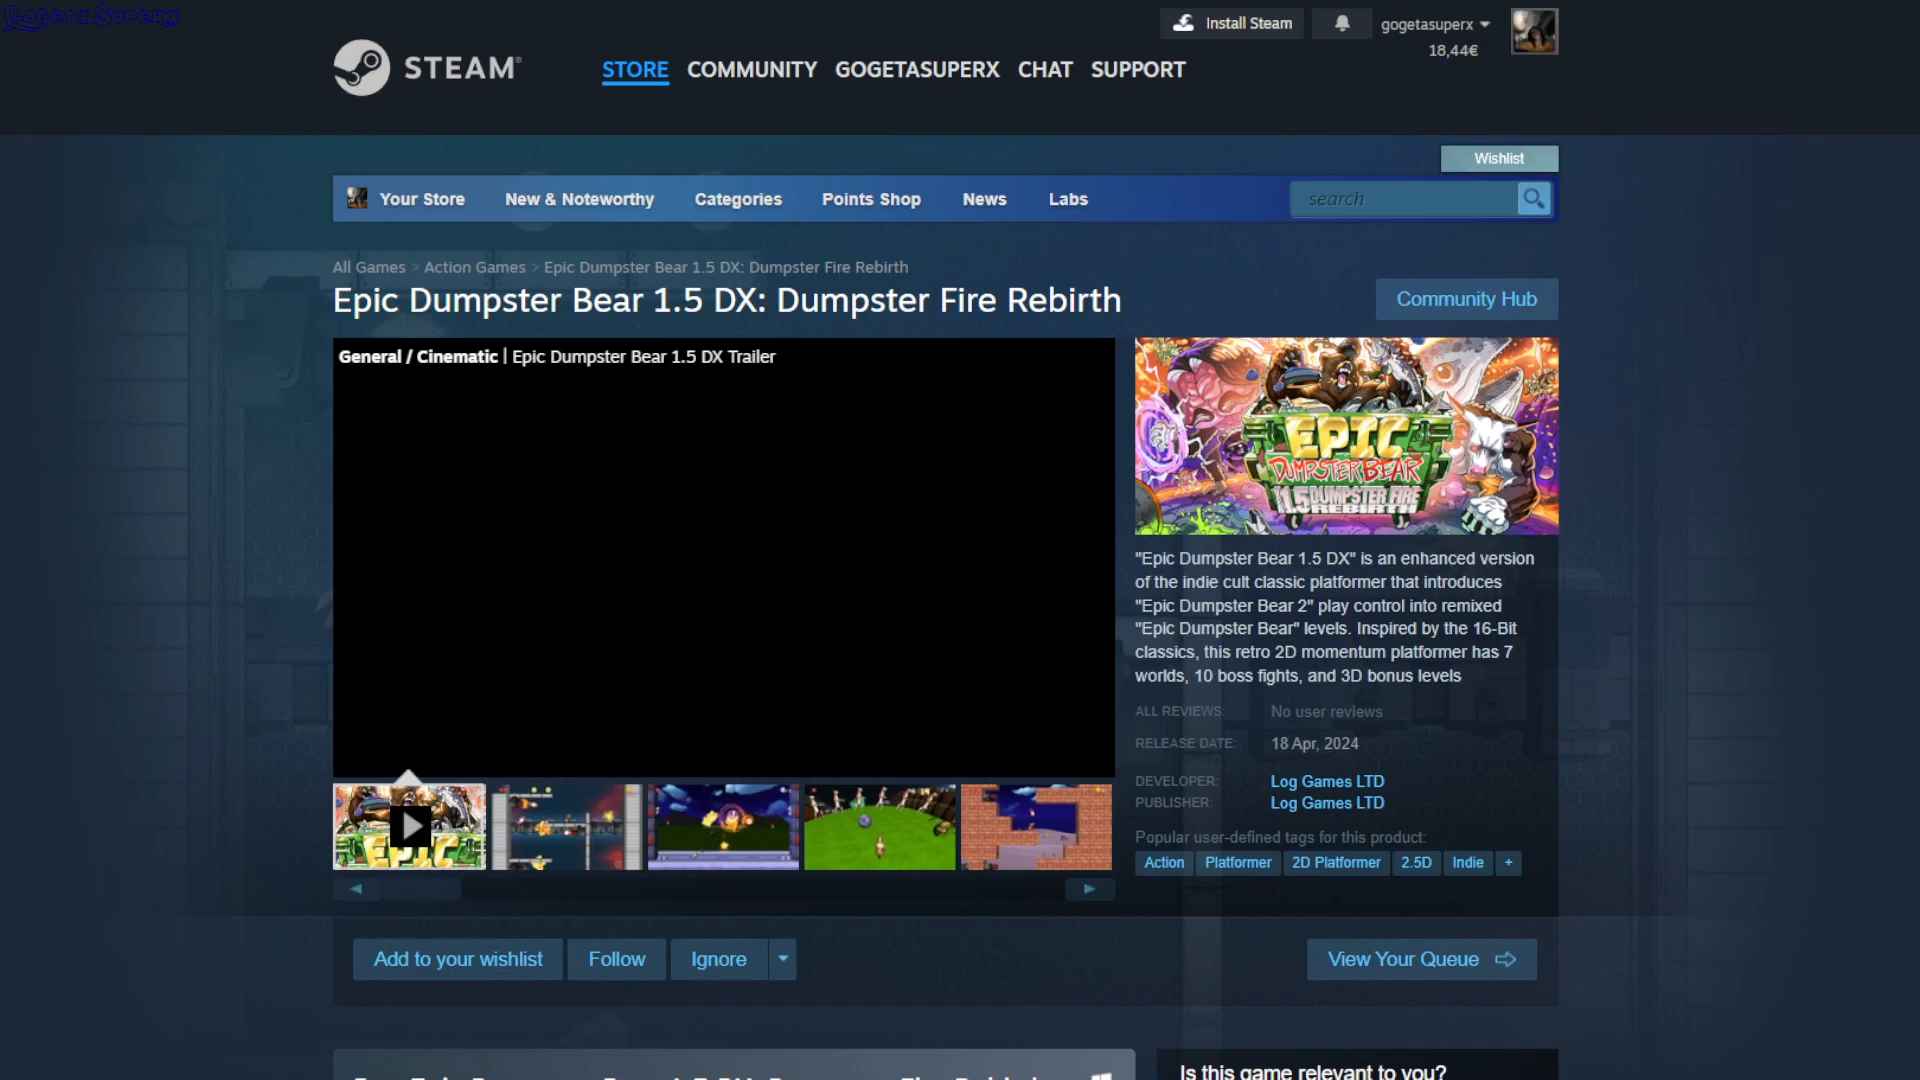 Gogeta Superx
Install Steam
gogetasuperx
18,44€
STEAM®
STORE COMMUNITY GOGETASUPERX CHAT SUPPORT
Wishlist
Your Store New & Noteworthy Categories Points Shop News Labs search
All Games > Action Games > Epic Dumpster Bear 1.5 DX: Dumpster Fire Rebirth
Epic Dumpster Bear 1.5 DX: Dumpster Fire Rebirth
Community Hub
General / Cinematic | Epic Dumpster Bear 1.5 DX Trailer
EPIC
DUMPSTER BEAR
1.5 DUMPSTER FIRE
REBIRTH
"Epic Dumpster Bear 1.5 DX" is an enhanced version
of the indie cult classic platformer that introduces
"Epic Dumpster Bear 2" play control into remixed
"Epic Dumpster Bear" levels. Inspired by the 16-Bit
classics, this retro 2D momentum platformer has 7
worlds, 10 boss fights, and 3D bonus levels
ALL REVIEWS: No user reviews
RELEASE DATE: 18 Apr, 2024
DEVELOPER: Log Games LTD
PUBLISHER: Log Games LTD
Popular user-defined tags for this product:
Action Platformer 2D Platformer 2.5D Indie +
EPIC
Add to your wishlist Follow Ignore
View Your Queue
Is this game relevant to you?